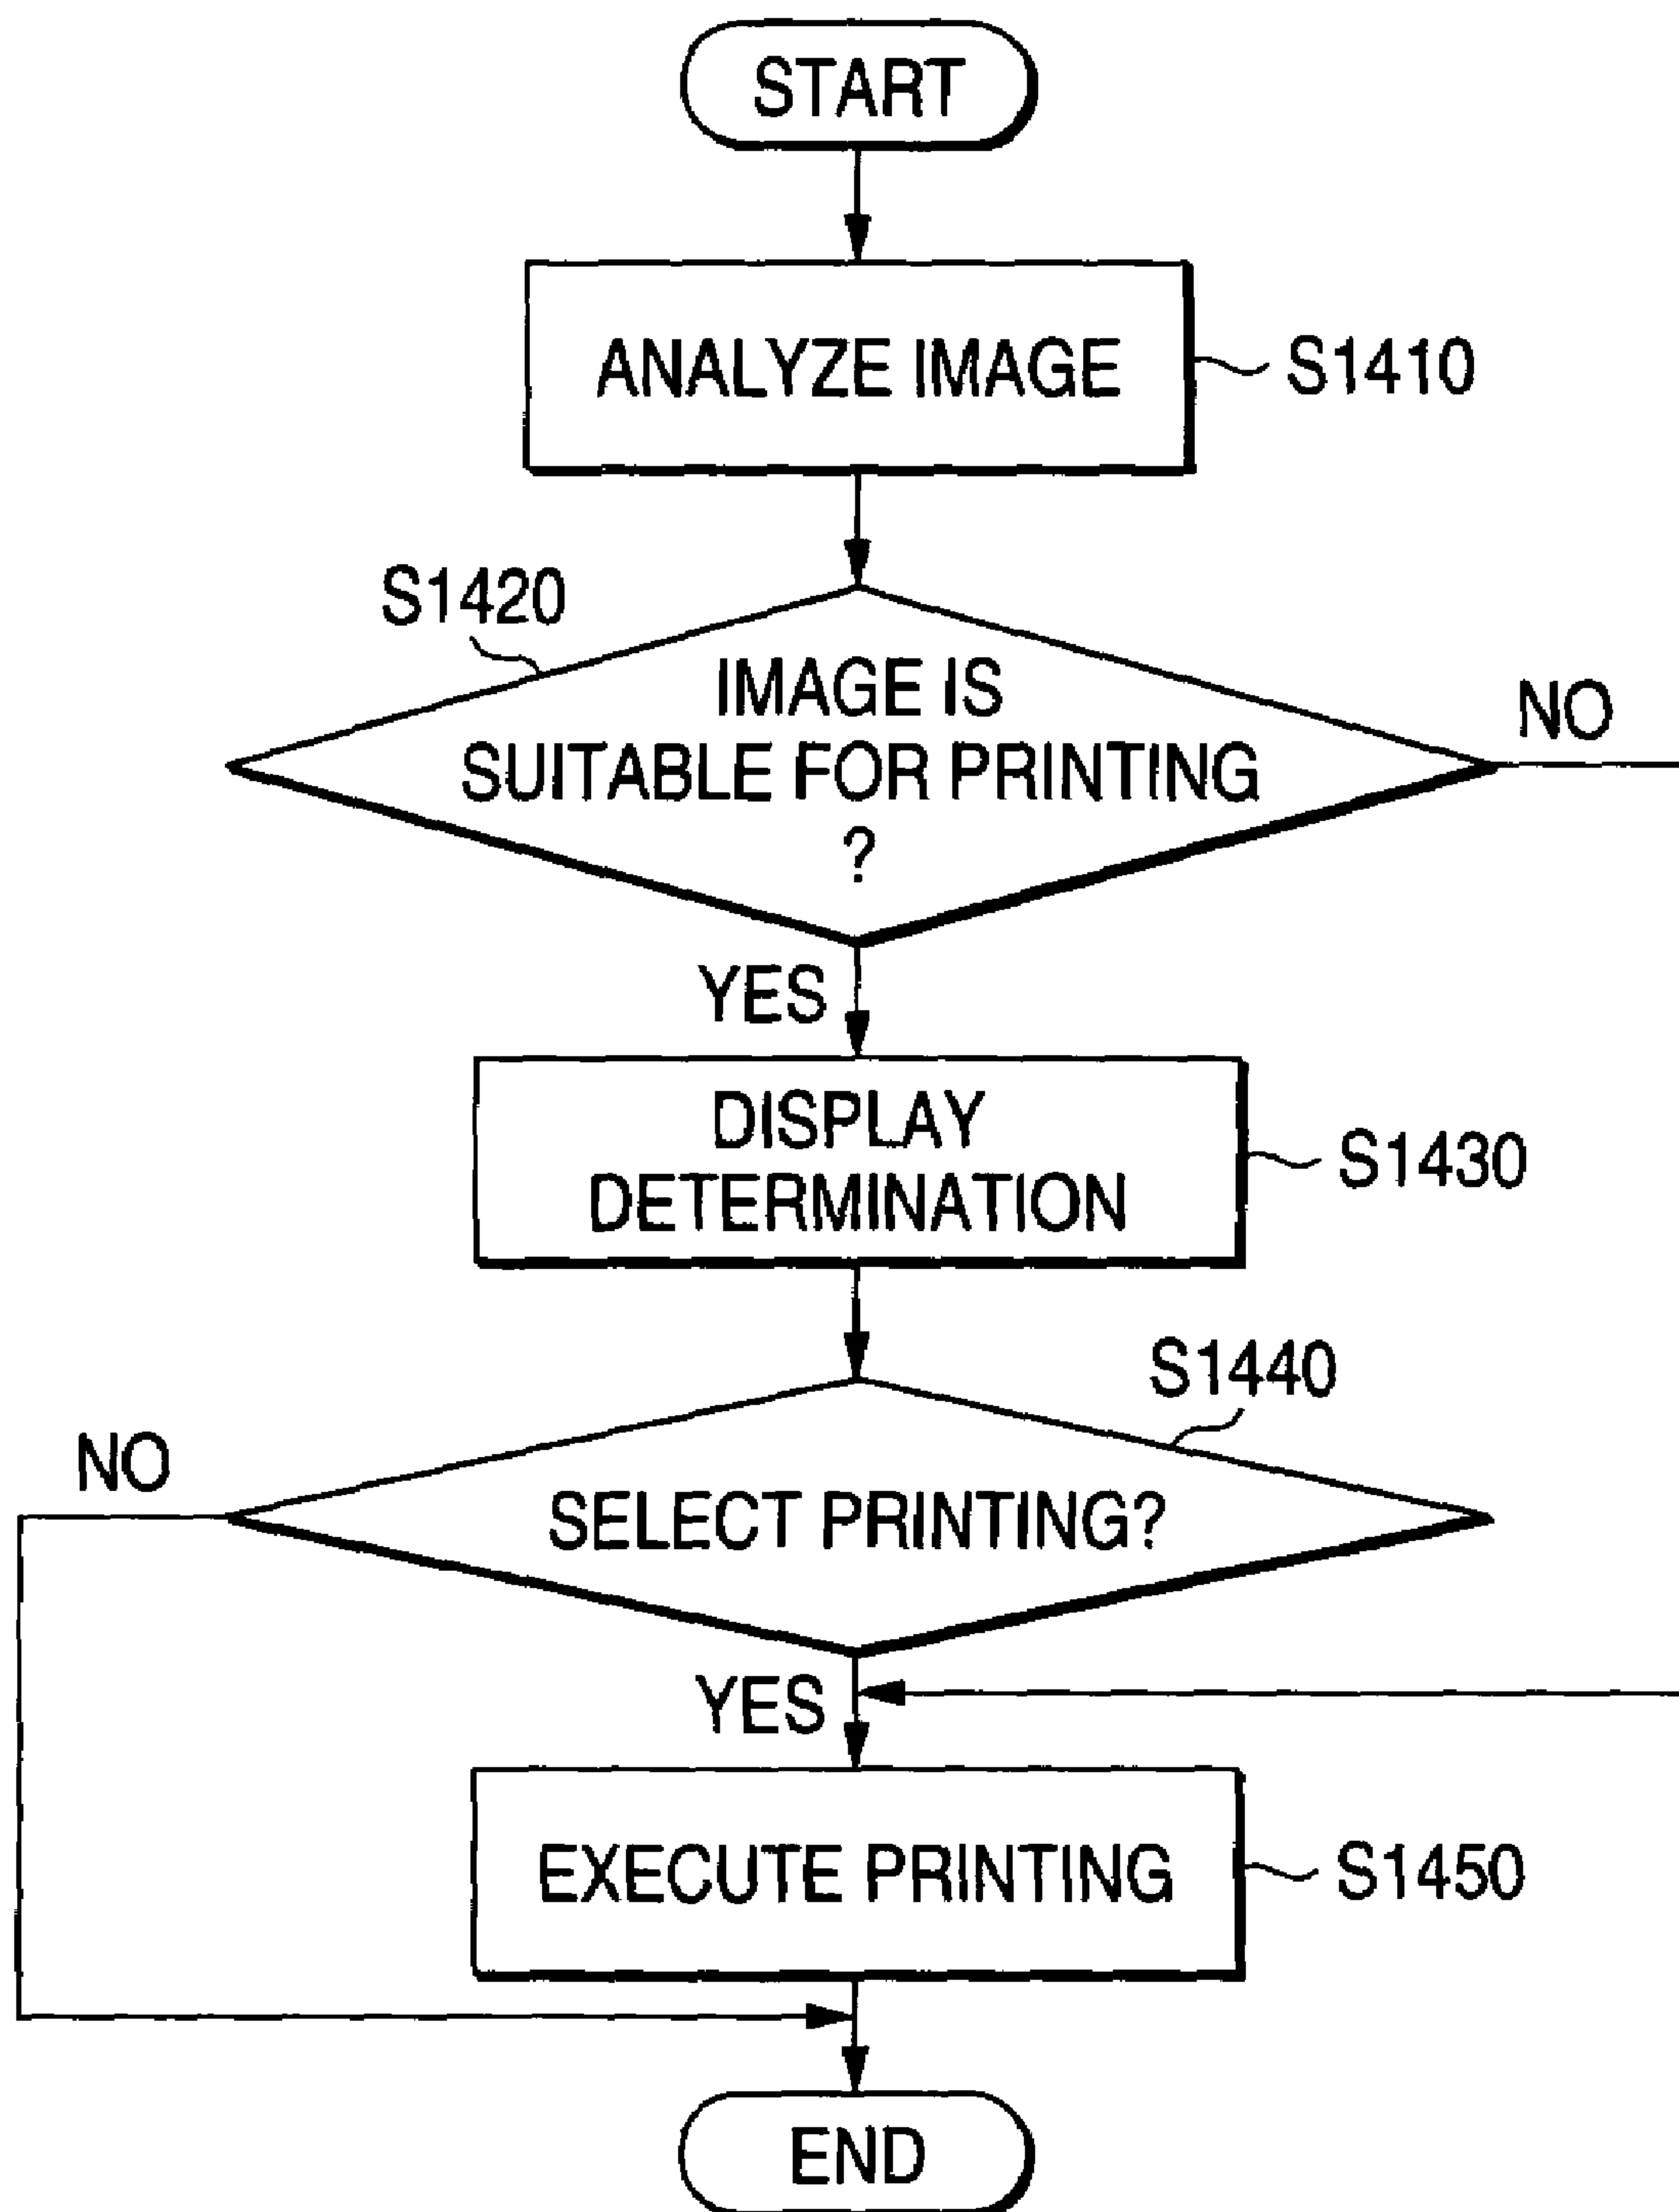 START
ANALYZE IMAGE
S1410
S1420
IMAGE IS
SUITABLE FOR PRINTING
?
NO
YES
DISPLAY
DETERMINATION
S1430
S1440
NO
SELECT PRINTING?
YES
EXECUTE PRINTING
S1450
END